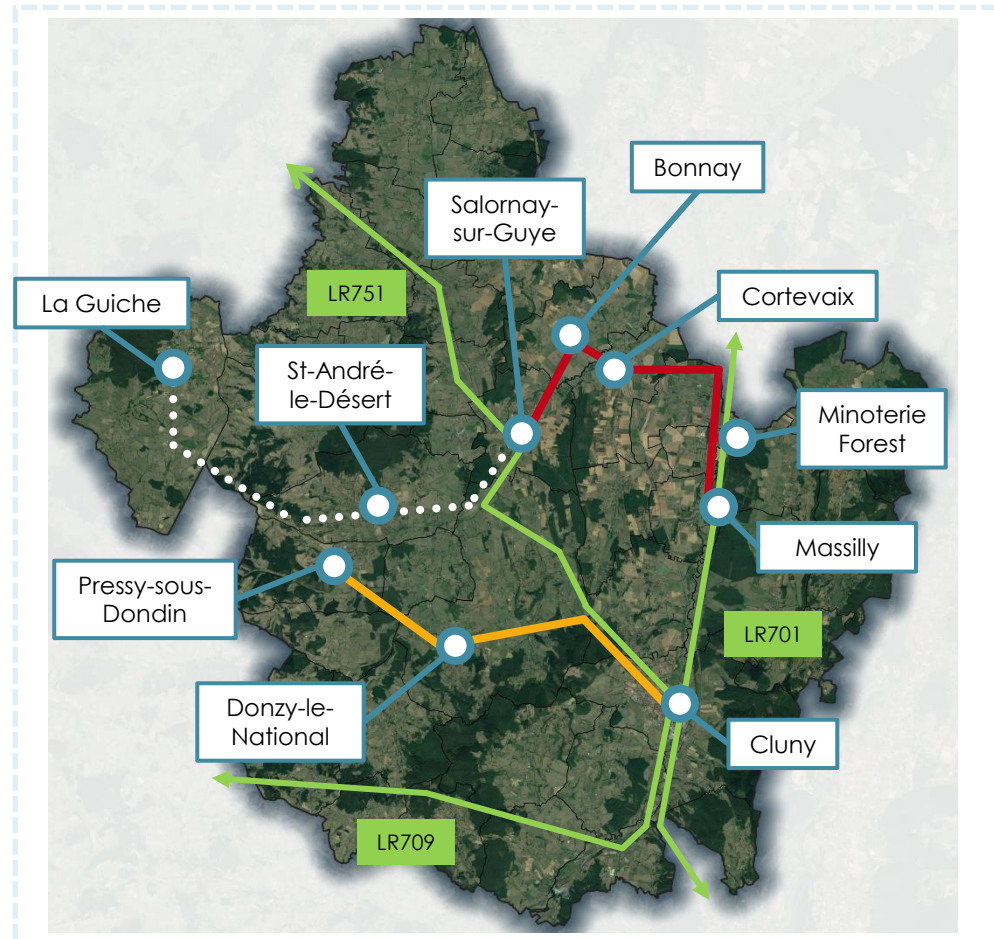 Bonnay
Salornay-
sur-Guye
LR751
Cortevaix
La Guiche
St-André-
le-Désert
Minoterie
Forest
Massilly
Pressy-sous-
Dondin
LR701
Donzy-le-
National
Cluny
LR709